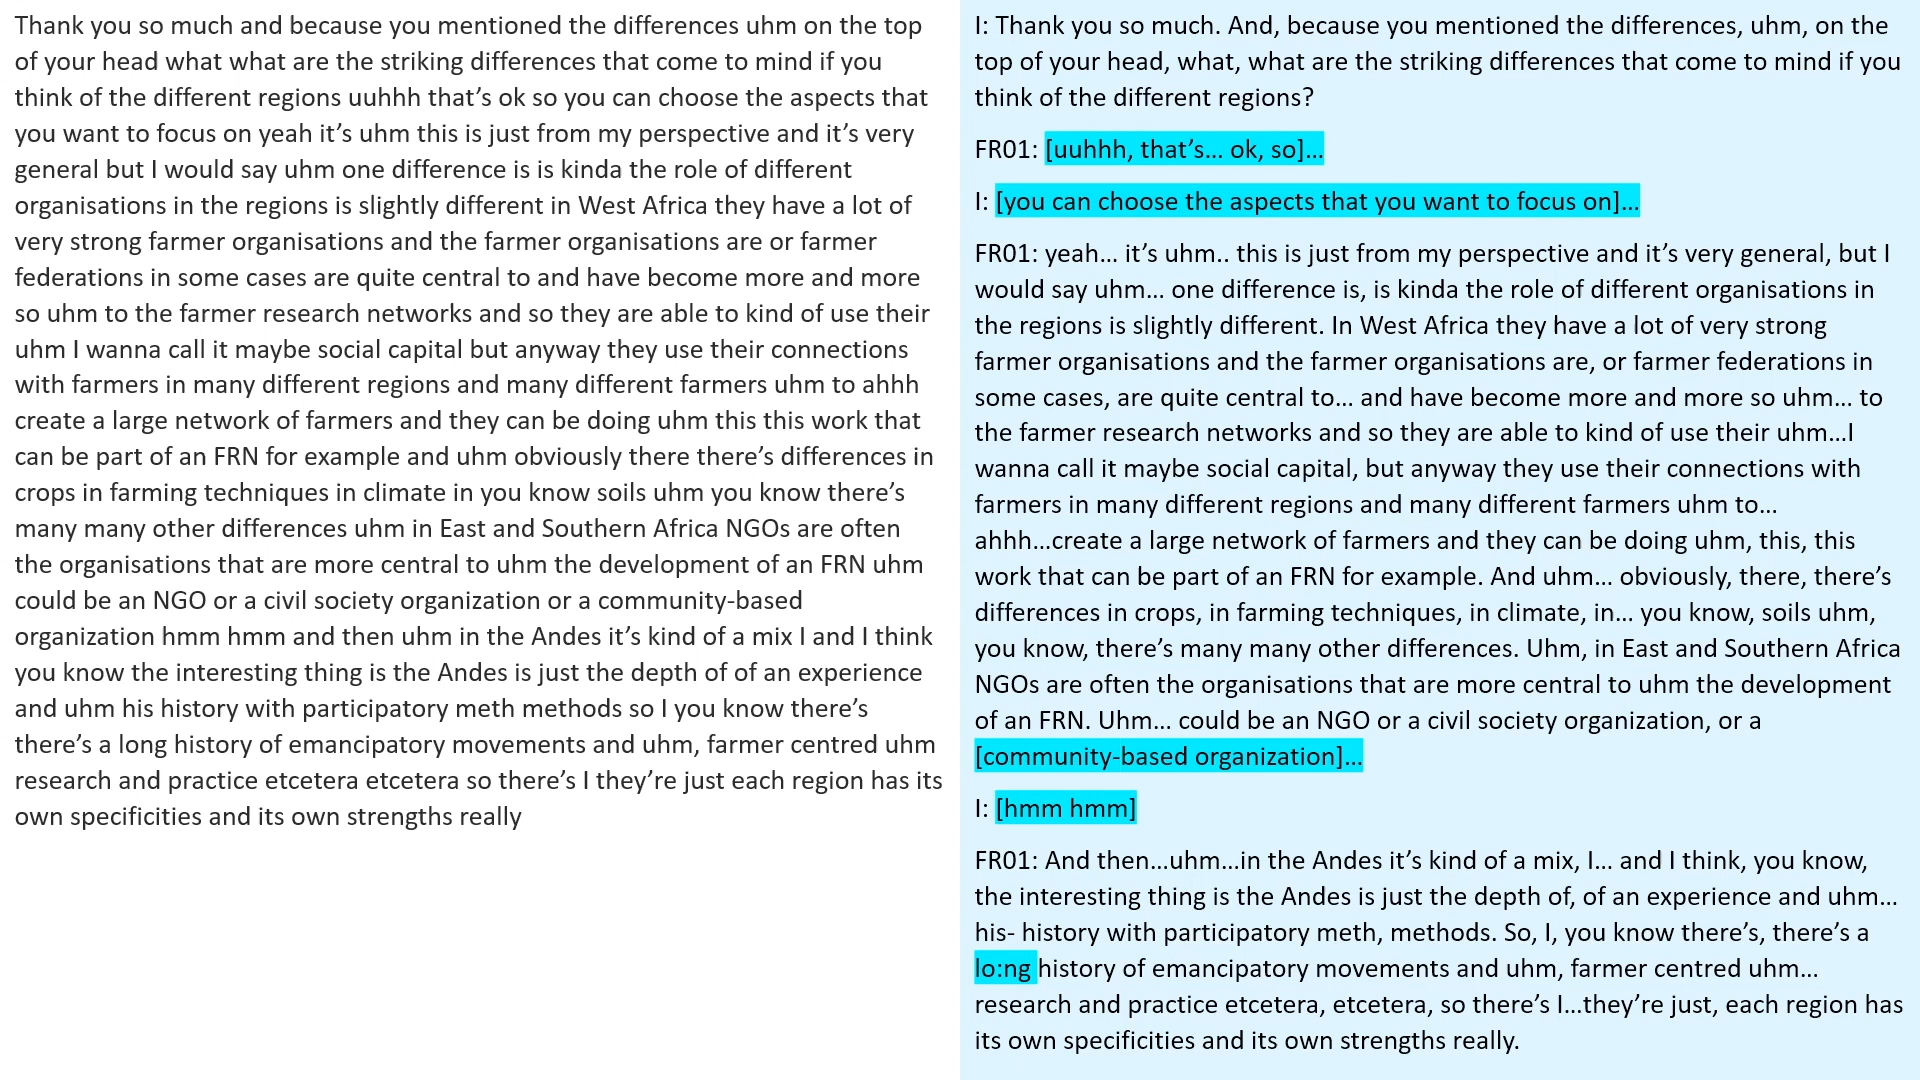 Thank you so much and because you mentioned the differences uhm on the top
of your head what what are the striking differences that come to mind if you
think of the different regions uuhhh that’s ok so you can choose the aspects that
you want to focus on yeah it’s uhm this is just from my perspective and it’s very
general but I would say uhm one difference is is kinda the role of different
organisations in the regions is slightly different in West Africa they have a lot of
very strong farmer organisations and the farmer organisations are or farmer
federations in some cases are quite central to and have become more and more
so uhm to the farmer research networks and so they are able to kind of use their
uhm I wanna call it maybe social capital but anyway they use their connections
with farmers in many different regions and many different farmers uhm to ahhh
create a large network of farmers and they can be doing uhm this this work that
can be part of an FRN for example and uhm obviously there there’s differences in
crops in farming techniques in climate in you know soils uhm you know there’s
many many other differences uhm in East and Southern Africa NGOs are often
the organisations that are more central to uhm the development of an FRN uhm
could be an NGO or a civil society organization or a community-based
organization hmm hmm and then uhm in the Andes it’s kind of a mix I and I think
you know the interesting thing is the Andes is just the depth of of an experience
and uhm his history with participatory meth methods so I you know there’s
there’s a long history of emancipatory movements and uhm, farmer centred uhm
research and practice etcetera etcetera so there’s I they’re just each region has its
own specificities and its own strengths really
I: Thank you so much. And, because you mentioned the differences, uhm, on the
top of your head, what, what are the striking differences that come to mind if you
think of the different regions?
FR01: [uuhhh, that’s… ok, so]…
I: [you can choose the aspects that you want to focus on]…
FR01: yeah… it’s uhm.. this is just from my perspective and it’s very general, but I
would say uhm… one difference is, is kinda the role of different organisations in
the regions is slightly different. In West Africa they have a lot of very strong
farmer organisations and the farmer organisations are, or farmer federations in
some cases, are quite central to… and have become more and more so uhm… to
the farmer research networks and so they are able to kind of use their uhm…I
wanna call it maybe social capital, but anyway they use their connections with
farmers in many different regions and many different farmers uhm to…
ahhh…create a large network of farmers and they can be doing uhm, this, this
work that can be part of an FRN for example. And uhm… obviously, there, there’s
differences in crops, in farming techniques, in climate, in… you know, soils uhm,
you know, there’s many many other differences. Uhm, in East and Southern Africa
NGOs are often the organisations that are more central to uhm the development
of an FRN. Uhm… could be an NGO or a civil society organization, or a
[community-based organization]…
I: [hmm hmm]
FR01: And then…uhm…in the Andes it’s kind of a mix, I… and I think, you know,
the interesting thing is the Andes is just the depth of, of an experience and uhm…
his- history with participatory meth, methods. So, I, you know there’s, there’s a
lo:ng history of emancipatory movements and uhm, farmer centred uhm…
research and practice etcetera, etcetera, so there’s I…they’re just, each region has
its own specificities and its own strengths really.